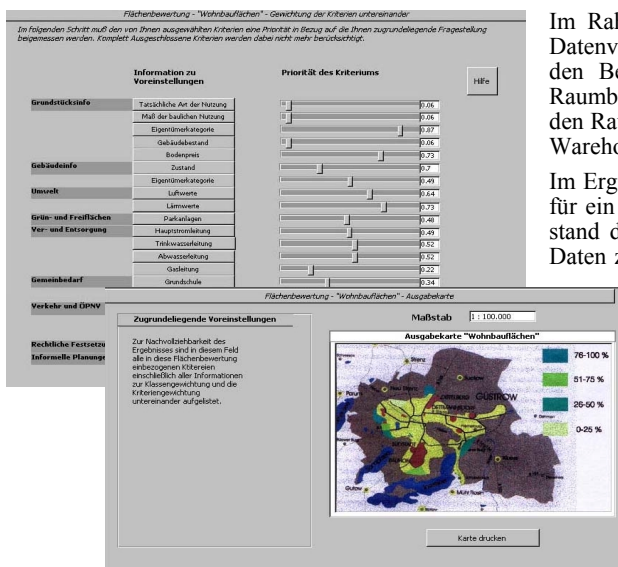 Flächenbewertung - "Wohnbauflächen" - Gewichtung der Kriterien untereinander
Im folgenden Schritt muß den von Ihnen ausgewählten Kriterien eine Priorität in Bezug auf die Ihnen zugrundeliegende Fragestellung
beigemessen werden. Komplett Ausgeschlossene Kriterien werden dabei nicht mehr berücksichtigt.
Information zu
Voreinstellungen
Priorität des Kriteriums
Hilfe
Grundstücksinfo Tatsächliche Art der Nutzung 0.06
Maß der baulichen Nutzung 0.06
Eigentümerkategorie 0.87
Gebäudebestand 0.06
Bodenpreis 0.73
Gebäudeinfo Zustand 0.7
Eigentümerkategorie 0.49
Umwelt Luftwerte 0.64
Lärmwerte 0.73
Grün- und Freiflächen Parkanlagen 0.48
Ver- und Entsorgung Hauptstromleitung 0.49
Trinkwasserleitung 0.52
Abwasserleitung 0.52
Gasleitung 0.22
Gemeinbedarf Grundschule 0.34
Verkehr und ÖPNV
Rechtliche Festsetzu
Informelle Planunge
Flächenbewertung - "Wohnbauflächen" - Ausgabekarte
Zugrundeliegende Voreinstellungen
Zur Nachvollziehbarkeit des
Ergebnisses sind in diesem Feld
alle in diese Flächenbewertung
einbezogenen Ktitereien
einschließlich aller Informationen
zur Klassengewichtung und die
Kriteriengewichtung
untereinander aufgelistet.
Maßstab 1 : 100.000
Ausgabekarte "Wohnbauflächen"
76-100 %
51-75 %
26-50 %
0-25 %
GÜSTROW
Gutow
Karte drucken
Im Ral
Datenv
den Be
Raumb
den Rau
Wareho
Im Erg
für ein
stand d
Daten z